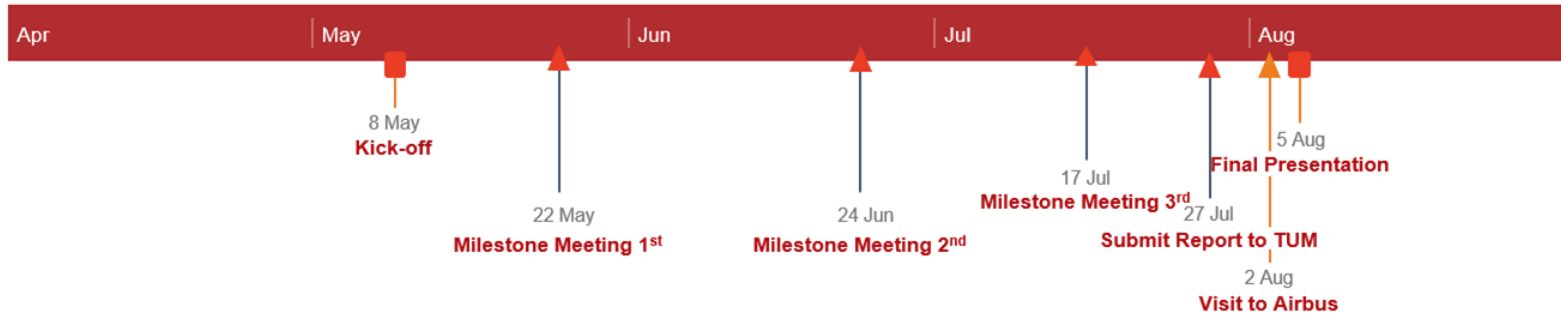 Apr May Jun Jul Aug
8 May
Kick-off
22 May
Milestone Meeting 1st
24 Jun
Milestone Meeting 2nd
17 Jul
Milestone Meeting 3rd
27 Jul
Submit Report to TUM
5 Aug
Final Presentation
2 Aug
Visit to Airbus